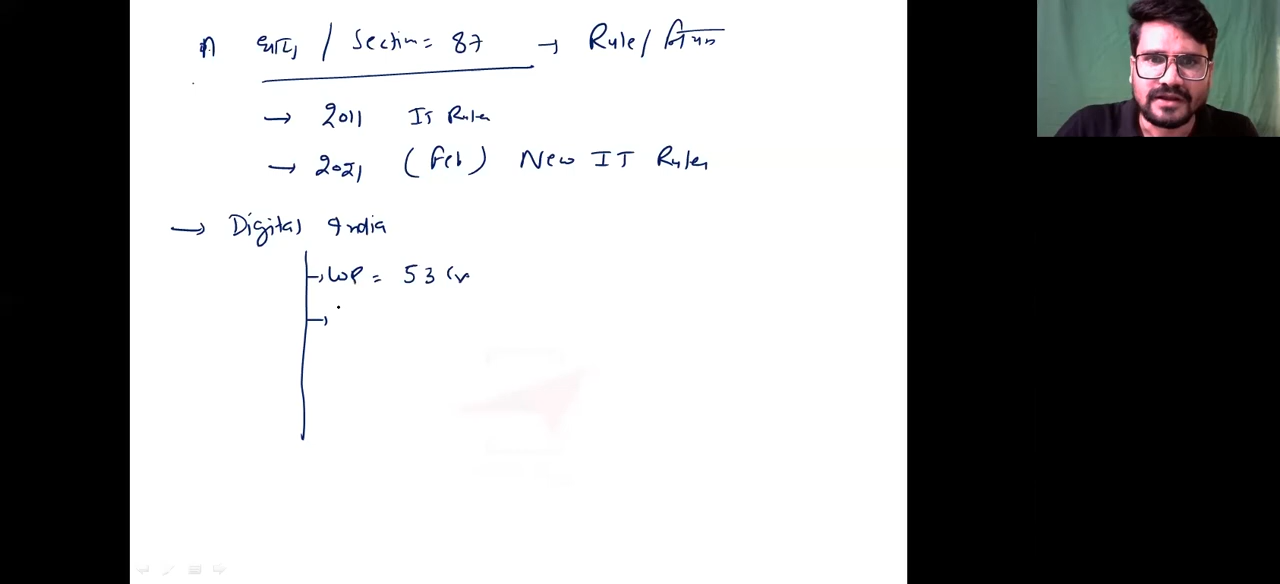 धारा / Section = 87 → Rule / नियम
→ 2011 IT Rules
→ 2021 (Feb) New IT Rules
→ Digital India
→ WP = 53 Cr